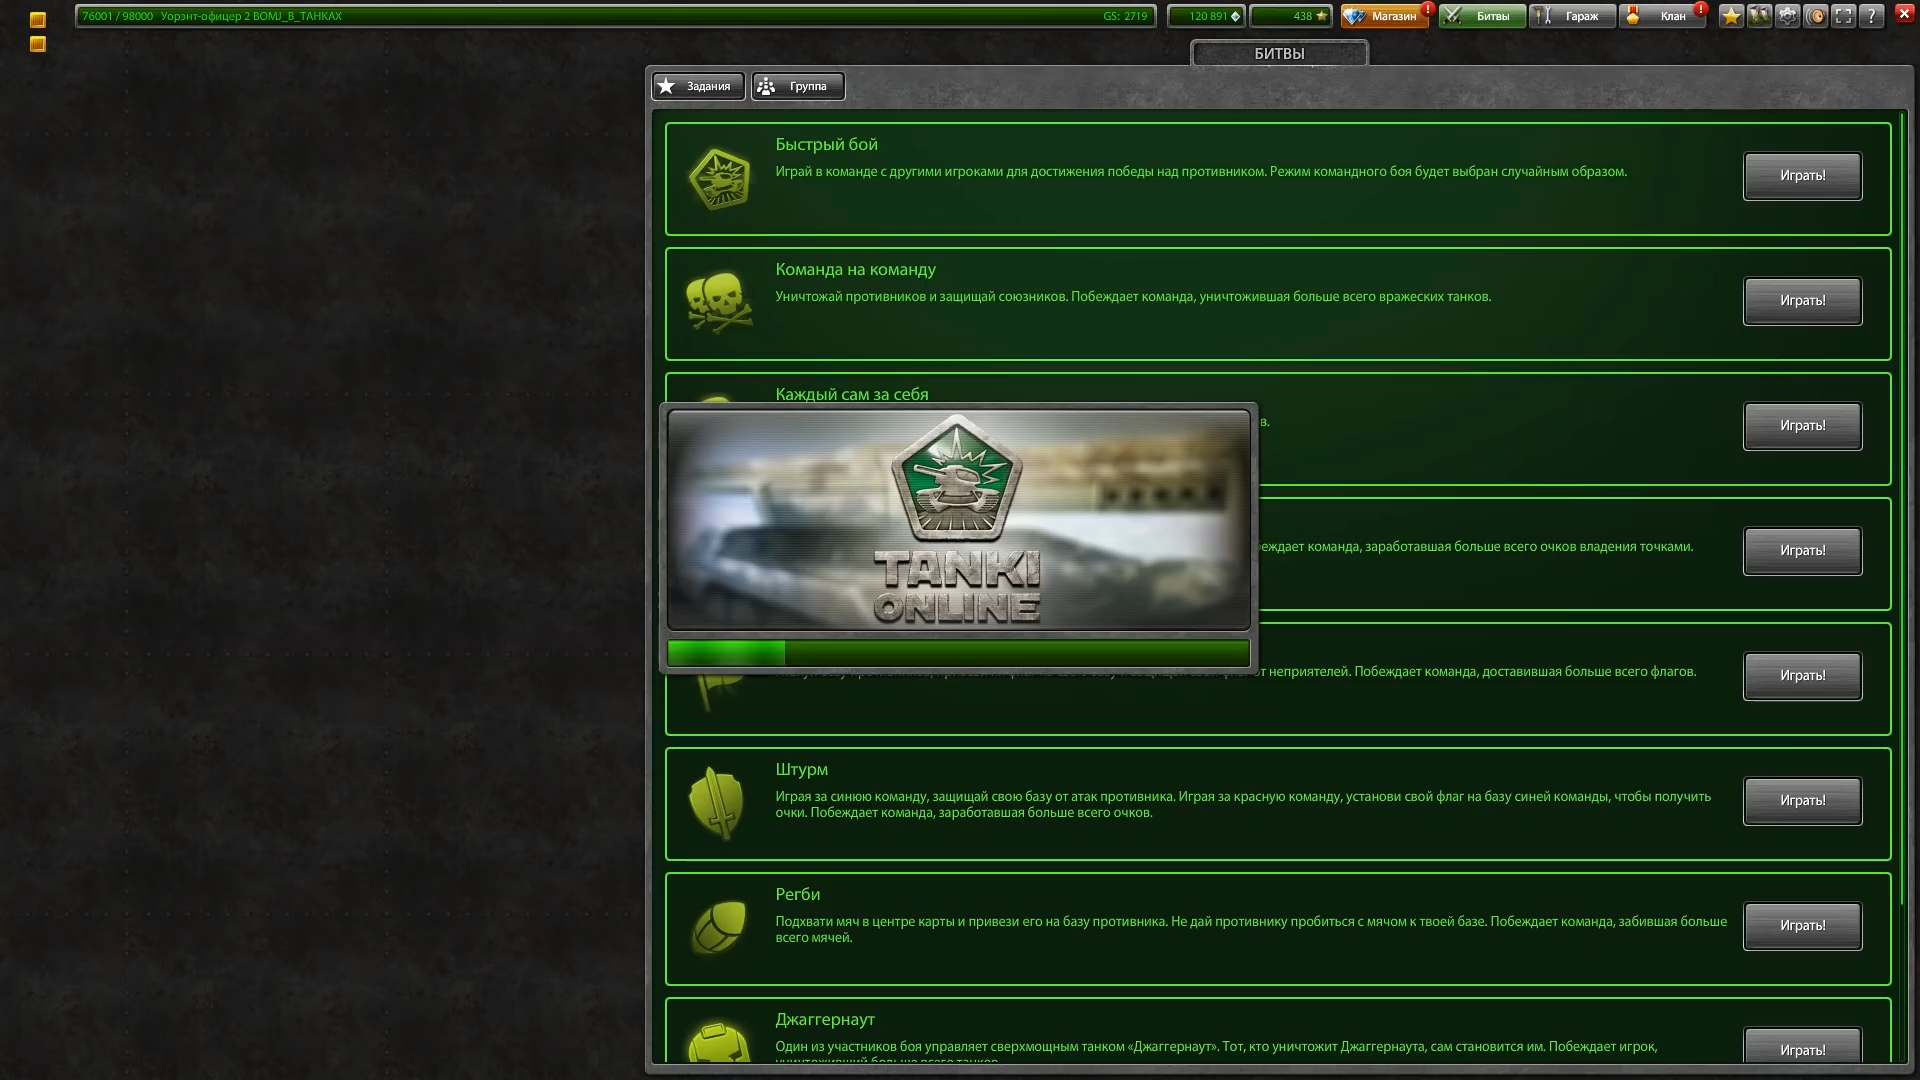 76001 / 98000 Уорэнт-офицер 2 BOMJ_B_TAHKAX
GS: 2719
120 891
438
Магазин
Битвы
Гараж
Клан
?
БИТВЫ
Задания
Группа
Быстрый бой
Играй в команде с другими игроками для достижения победы над противником. Режим командного боя будет выбран случайным образом.
Играть!
Команда на команду
Уничтожай противников и защищай союзников. Побеждает команда, уничтожившая больше всего вражеских танков.
Играть!
Каждый сам за себя
в.
Играть!
TANKI
ONLINE
еждает команда, заработавшая больше всего очков владения точками.
Играть!
от неприятелей. Побеждает команда, доставившая больше всего флагов.
Играть!
Штурм
Играя за синюю команду, защищай свою базу от атак противника. Играя за красную команду, установи свой флаг на базу синей команды, чтобы получить
очки. Побеждает команда, заработавшая больше всего очков.
Играть!
Регби
Подхвати мяч в центре карты и привези его на базу противника. Не дай противнику пробиться с мячом к твоей базе. Побеждает команда, забившая больше
всего мячей.
Играть!
Джаггернаут
Один из участников боя управляет сверхмощным танком «Джаггернаут». Тот, кто уничтожит Джаггернаута, сам становится им. Побеждает игрок,
уничтоживший больше всего танков.
Играть!